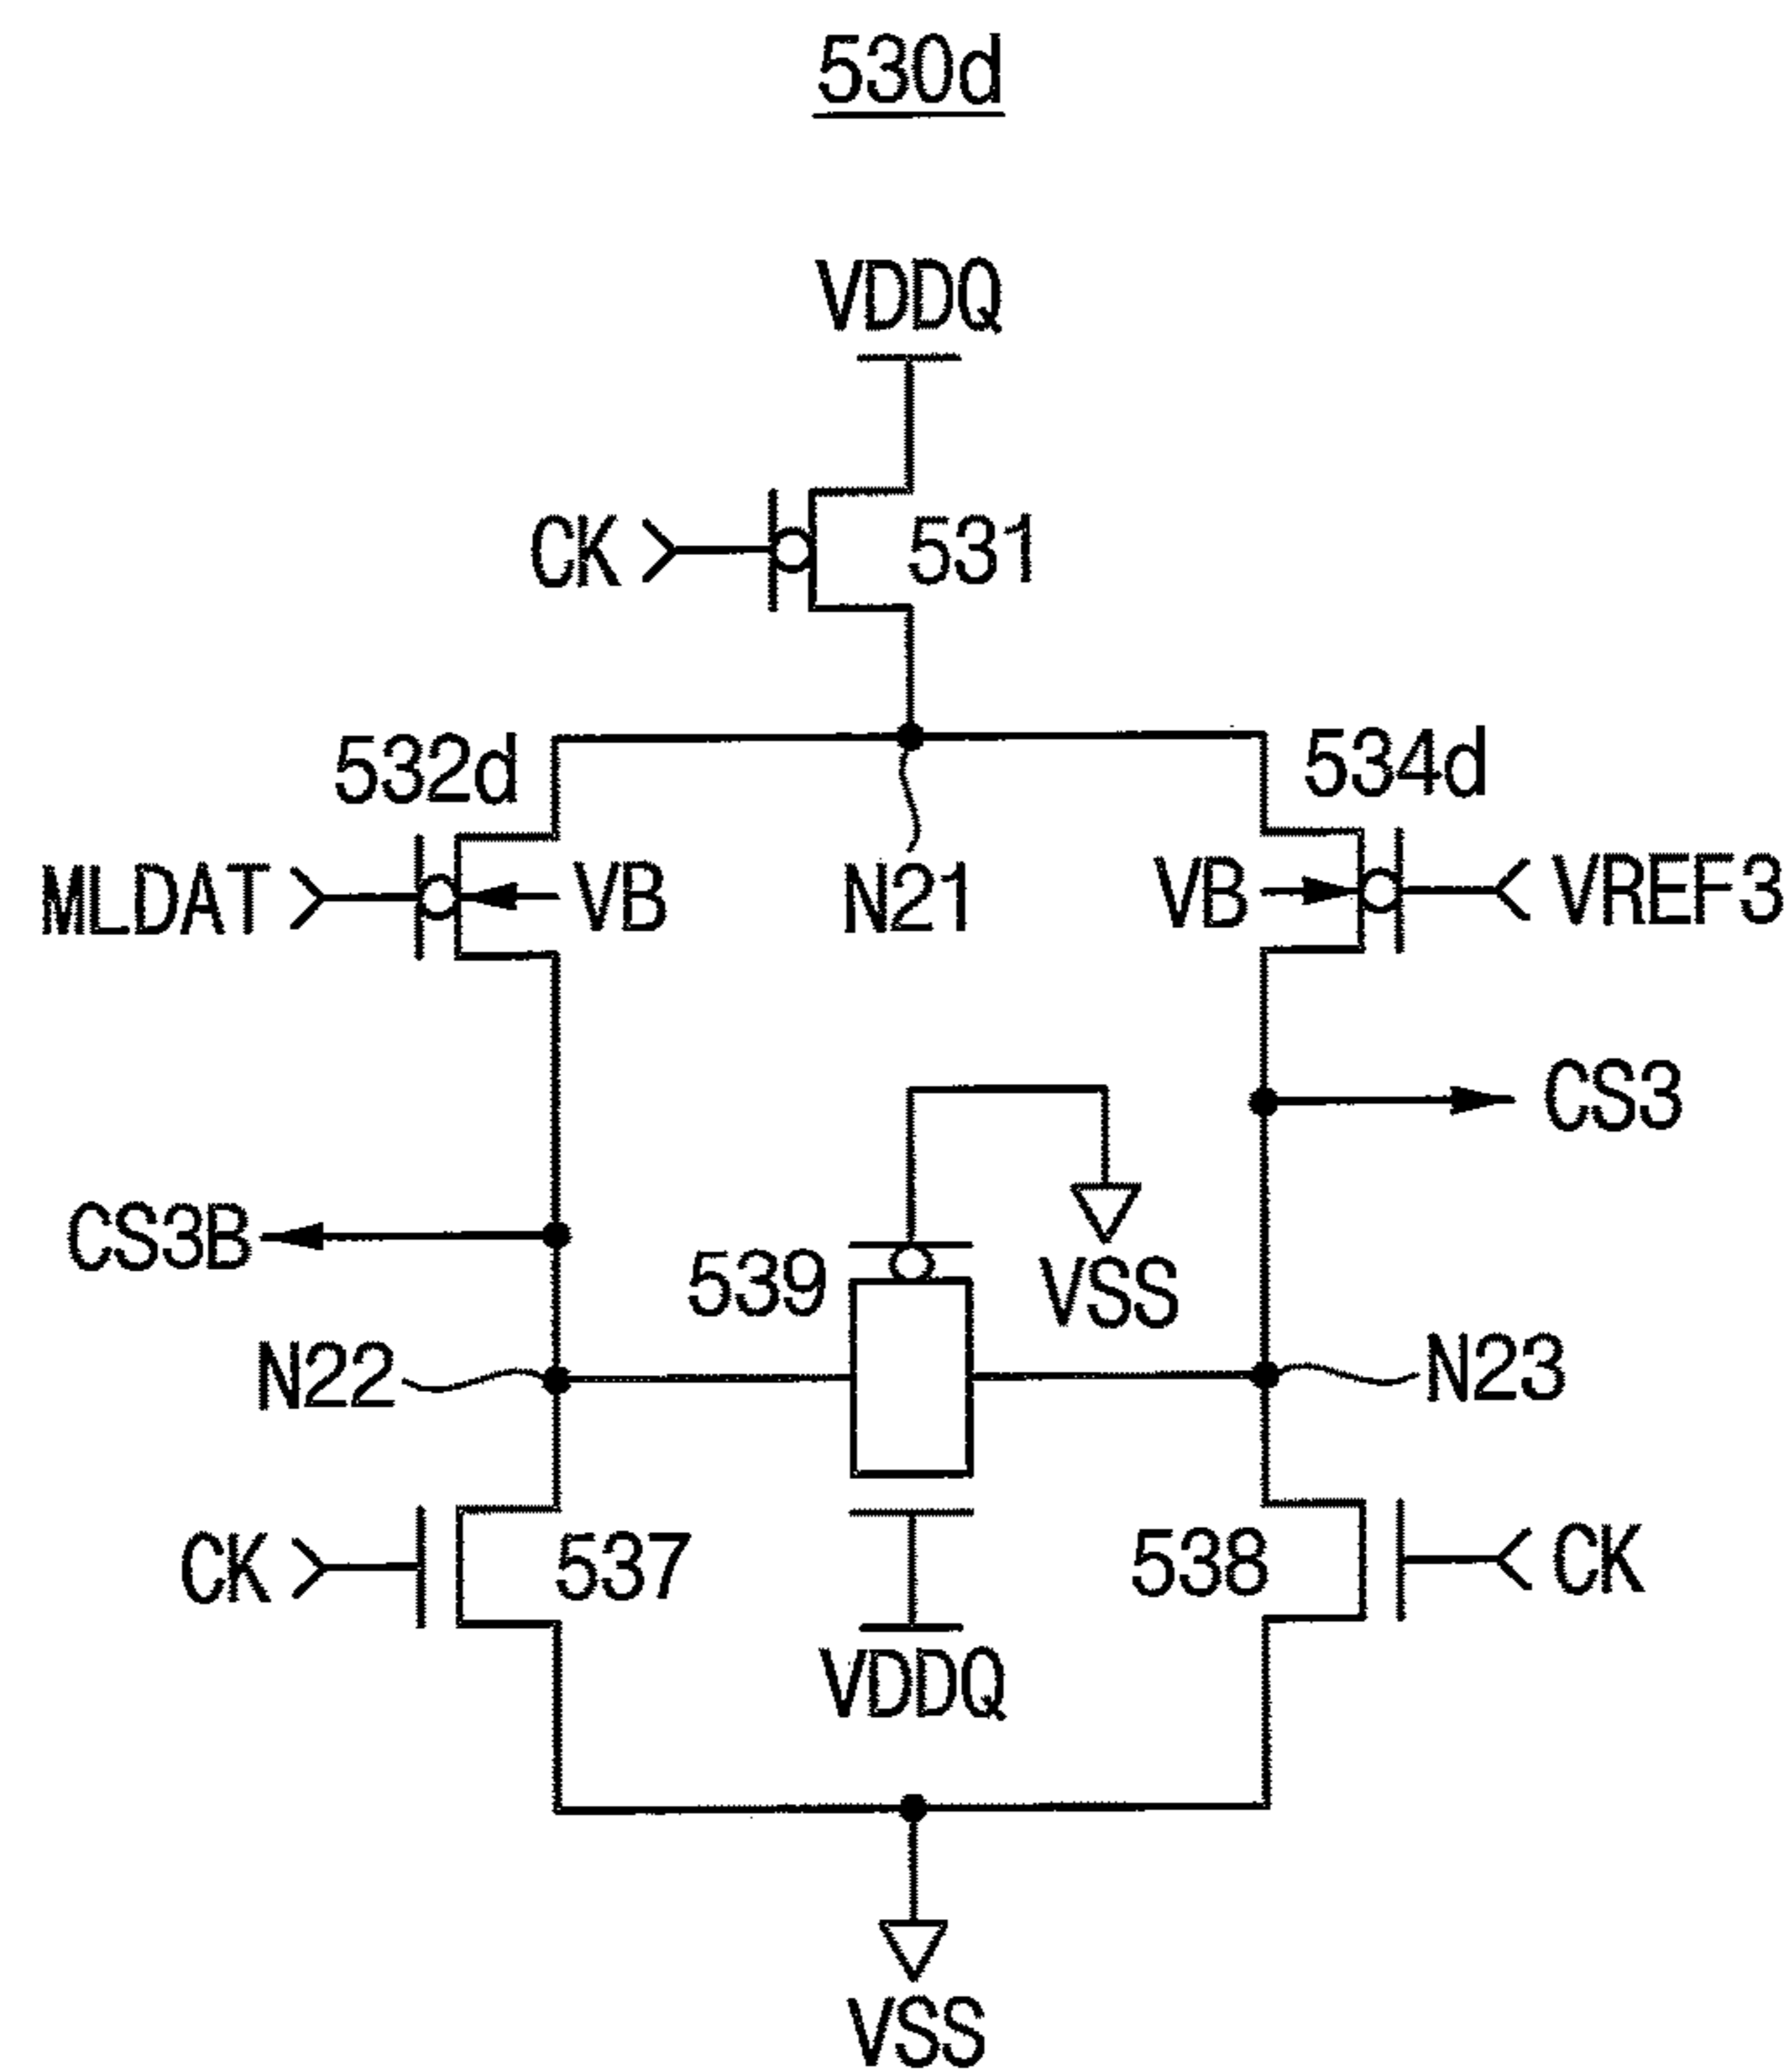 530d
VDDQ
CK
531
532d
534d
MLDAT
VB
N21
VB
VREF3
CS3
CS3B
539
VSS
N22
N23
CK
537
538
CK
VDDQ
VSS